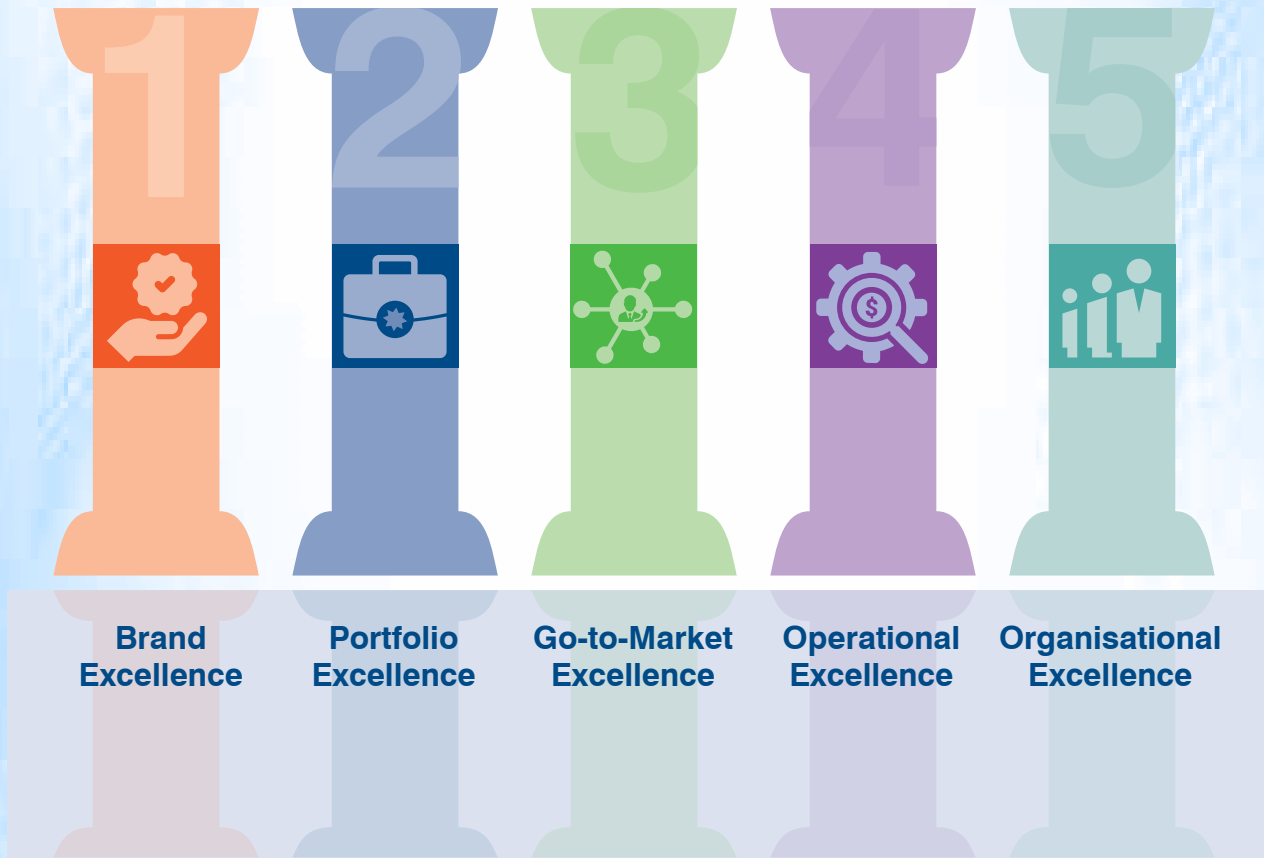 1
2
3
4
5
$
Brand
Excellence
Portfolio
Excellence
Go-to-Market
Excellence
Operational
Excellence
Organisational
Excellence